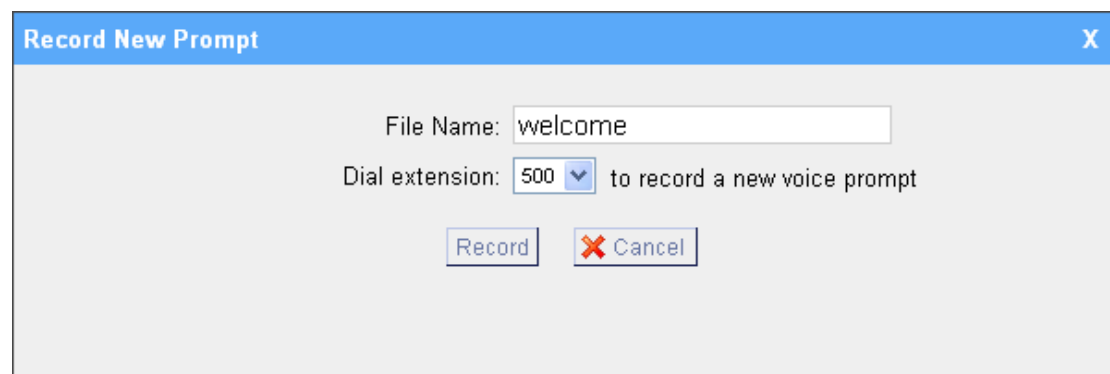 Record New Prompt X
File Name: welcome
Dial extension: 500 to record a new voice prompt
Record Cancel